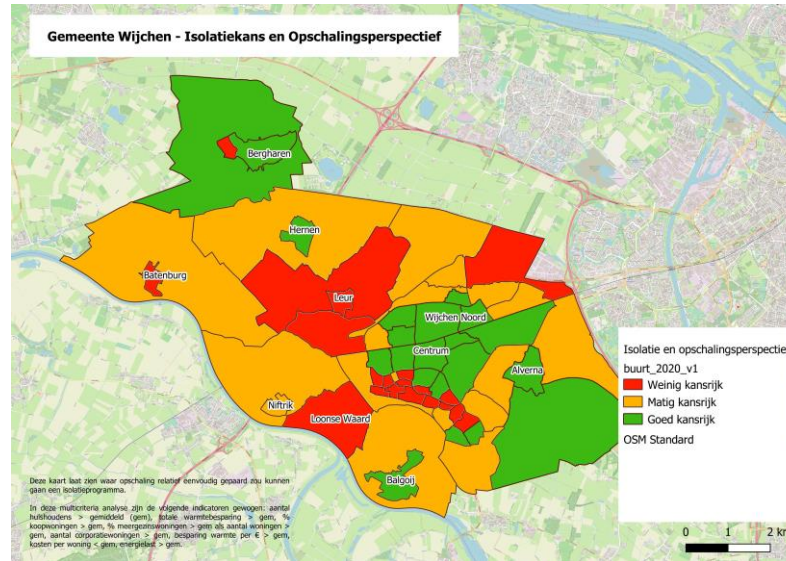 Gemeente Wijchen - Isolatiekans en Opschalingsperspectief
Bergharen
Hernen
Batenburg
Leur
Wijchen Noord
Centrum
Alverna
Niftrik
Loonse Waard
Balgoij
Isolatie en opschalingsperspectie
buurt_2020_v1
Weinig kansrijk
Matig kansrijk
Goed kansrijk
OSM Standard
Deze kaart laat zien waar opschaling relatief eenvoudig gepaard zou kunnen
gaan een isolatieprogramma.
In deze multicriteria analyse zijn de volgende indicatoren gewogen: aantal
huishoudens > gemiddeld (gem), totale warmtebesparing > gem, %
koopwoningen > gem, % meergezinswoningen > gem als aantal woningen >
gem, aantal corporatiewoningen > gem, besparing warmte per € > gem,
kosten per woning < gem, energielast > gem.
0 1 2 km